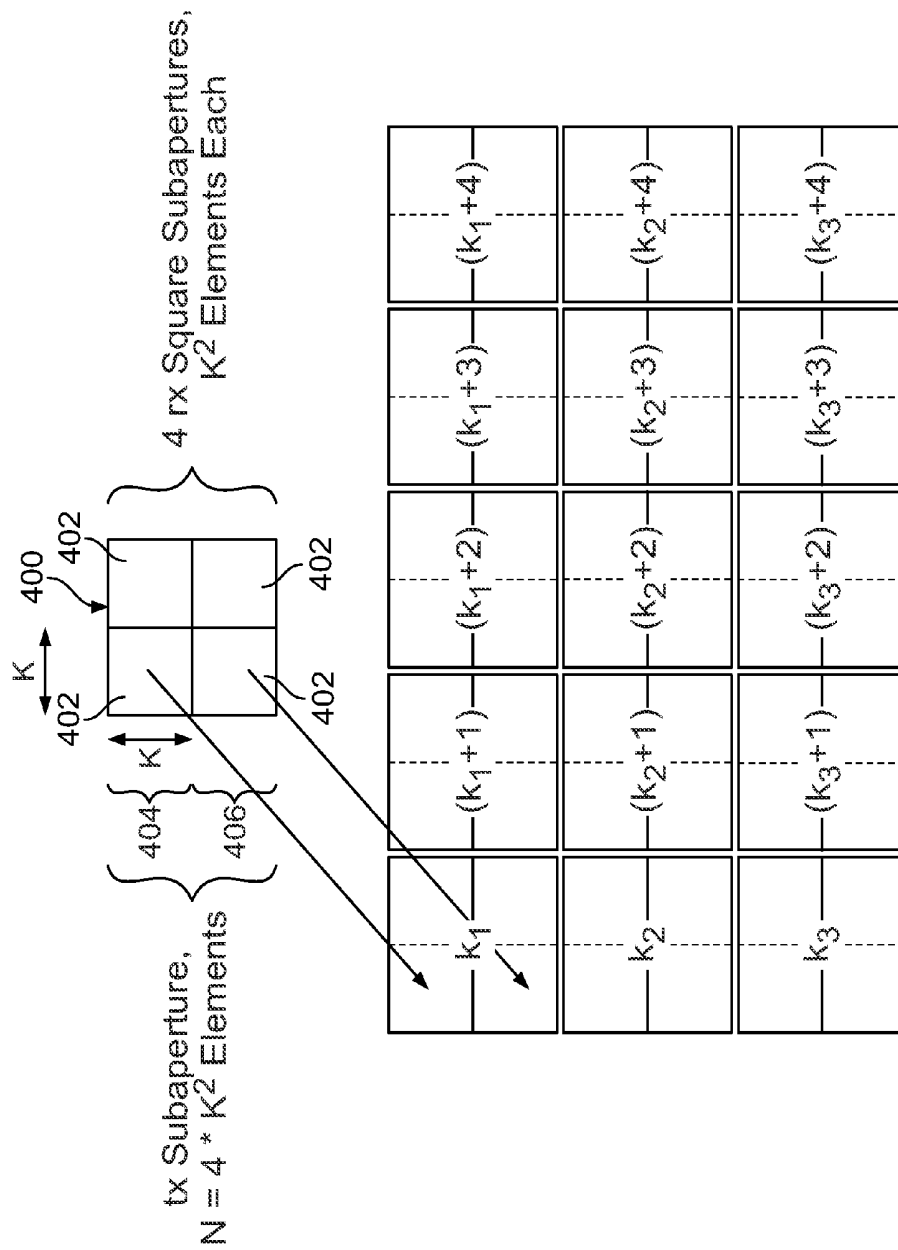 K
400
402
402
tx Subaperture,
N = 4 * K² Elements
404
406
K
4 rx Square Subapertures,
K² Elements Each
402
402
k₁
(k₁+1)
(k₁+2)
(k₁+3)
(k₁+4)
k₂
(k₂+1)
(k₂+2)
(k₂+3)
(k₂+4)
k₃
(k₃+1)
(k₃+2)
(k₃+3)
(k₃+4)